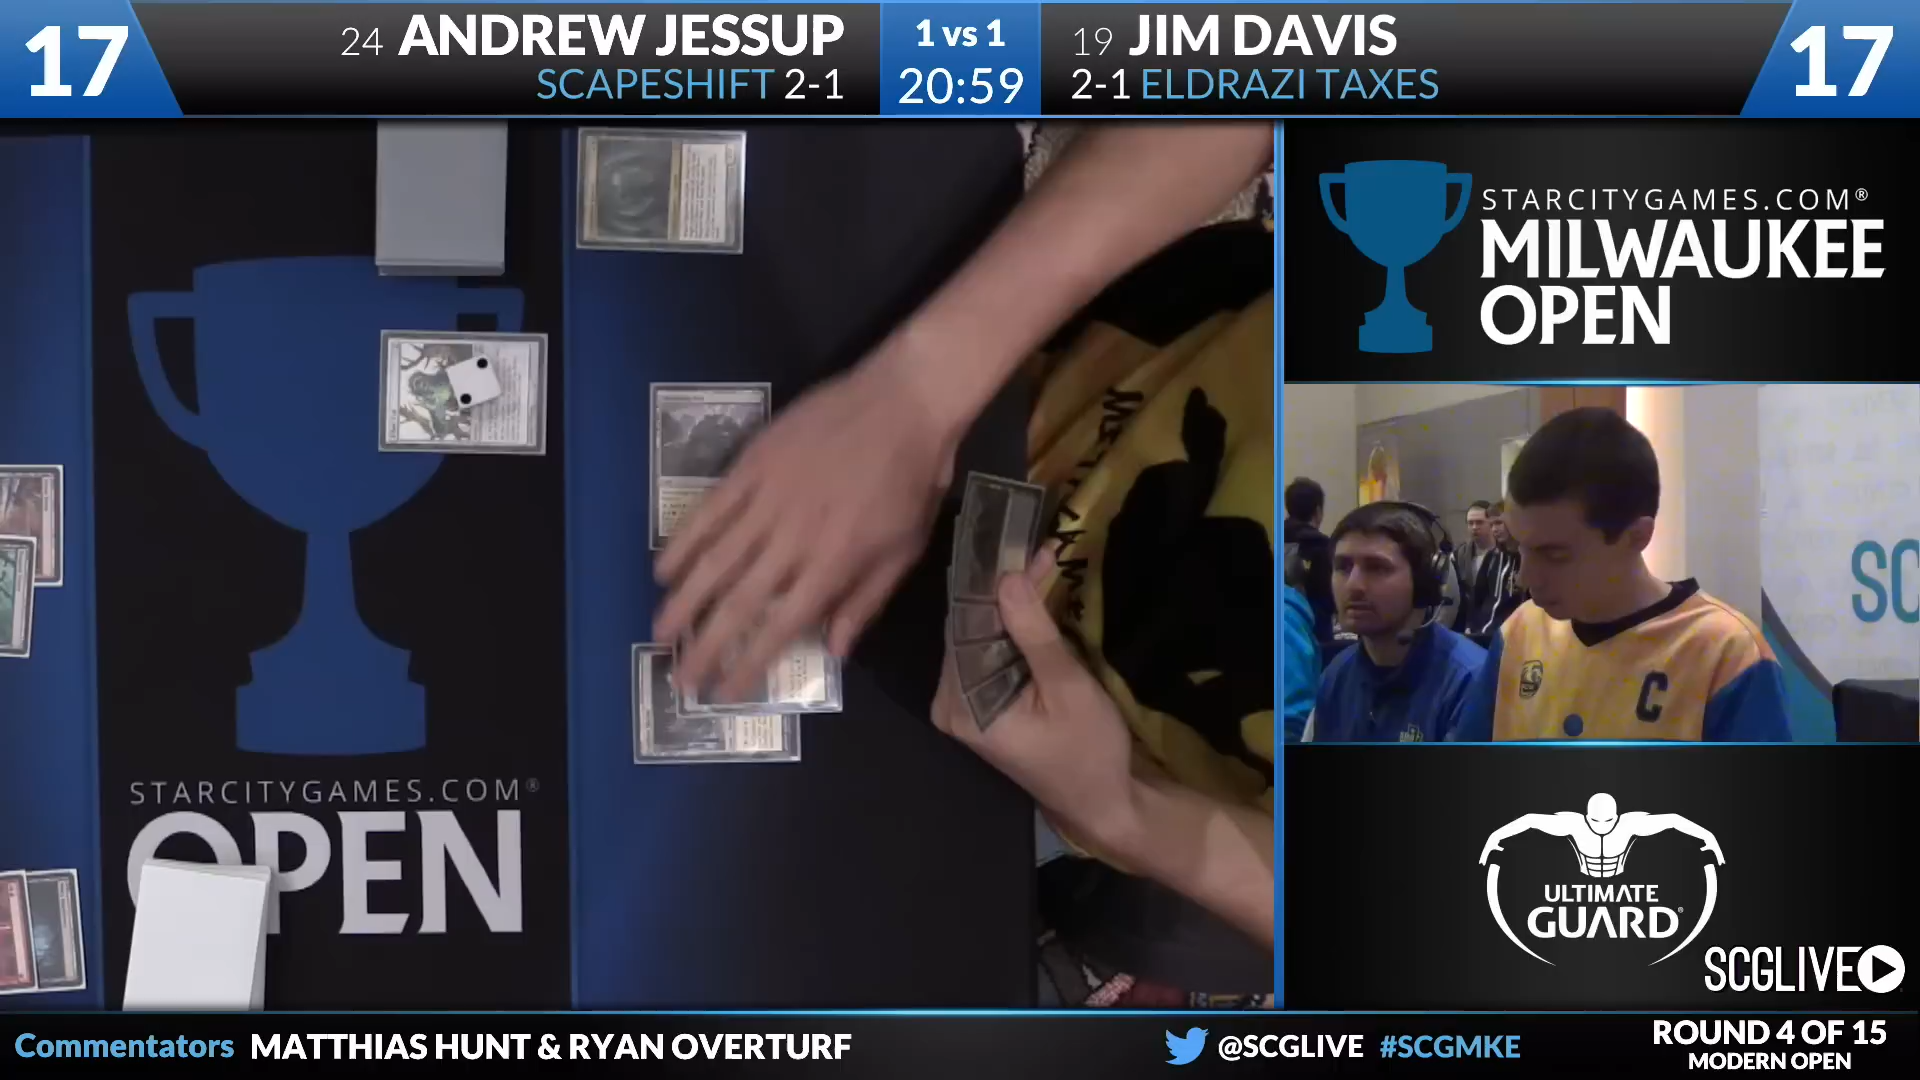 17
24 ANDREW JESSUP
SCAPESHIFT 2-1
1 vs 1
20:59
19 JIM DAVIS
2-1 ELDRAZI TAXES
17
STARCITYGAMES.COM®
MILWAUKEE
OPEN
STARCITYGAMES.COM®
OPEN
C
SC
ULTIMATE
GUARD®
SCGLIVE
Commentators MATTHIAS HUNT & RYAN OVERTURF
@SCGLIVE #SCGMKE
ROUND 4 OF 15
MODERN OPEN